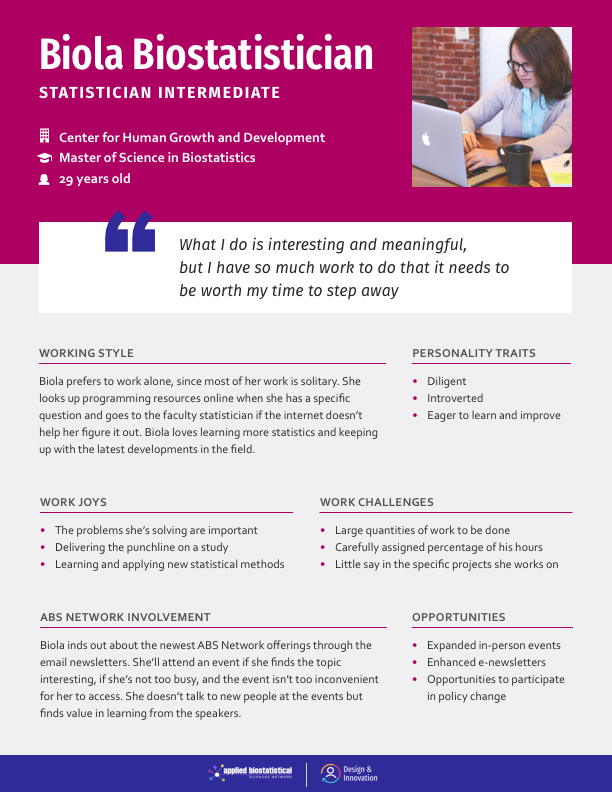 Biola Biostatistician
STATISTICIAN INTERMEDIATE
Center for Human Growth and Development
Master of Science in Biostatistics
29 years old
What I do is interesting and meaningful,
but I have so much work to do that it needs to
be worth my time to step away
WORKING STYLE
Biola prefers to work alone, since most of her work is solitary. She
looks up programming resources online when she has a specific
question and goes to the faculty statistician if the internet doesn't
help her figure it out. Biola loves learning more statistics and keeping
up with the latest developments in the field.
PERSONALITY TRAITS
• Diligent
• Introverted
• Eager to learn and improve
WORK JOYS
• The problems she's solving are important
• Delivering the punchline on a study
• Learning and applying new statistical methods
WORK CHALLENGES
• Large quantities of work to be done
• Carefully assigned percentage of his hours
• Little say in the specific projects she works on
ABS NETWORK INVOLVEMENT
Biola inds out about the newest ABS Network offerings through the
email newsletters. She'll attend an event if she finds the topic
interesting, if she's not too busy, and the event isn't too inconvenient
for her to access. She doesn't talk to new people at the events but
finds value in learning from the speakers.
OPPORTUNITIES
• Expanded in-person events
• Enhanced e-newsletters
• Opportunities to participate
in policy change
applied biostatistical
SCIENCES NETWORK
Design &
Innovation